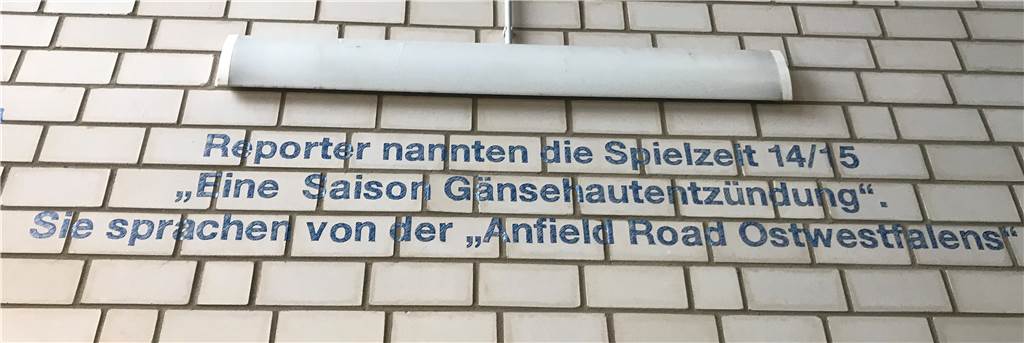 Reporter nannten die Spielzeit 14/15
„Eine Saison Gänsehautentzündung“.
Sie sprachen von der „Anfield Road Ostwestfalens“